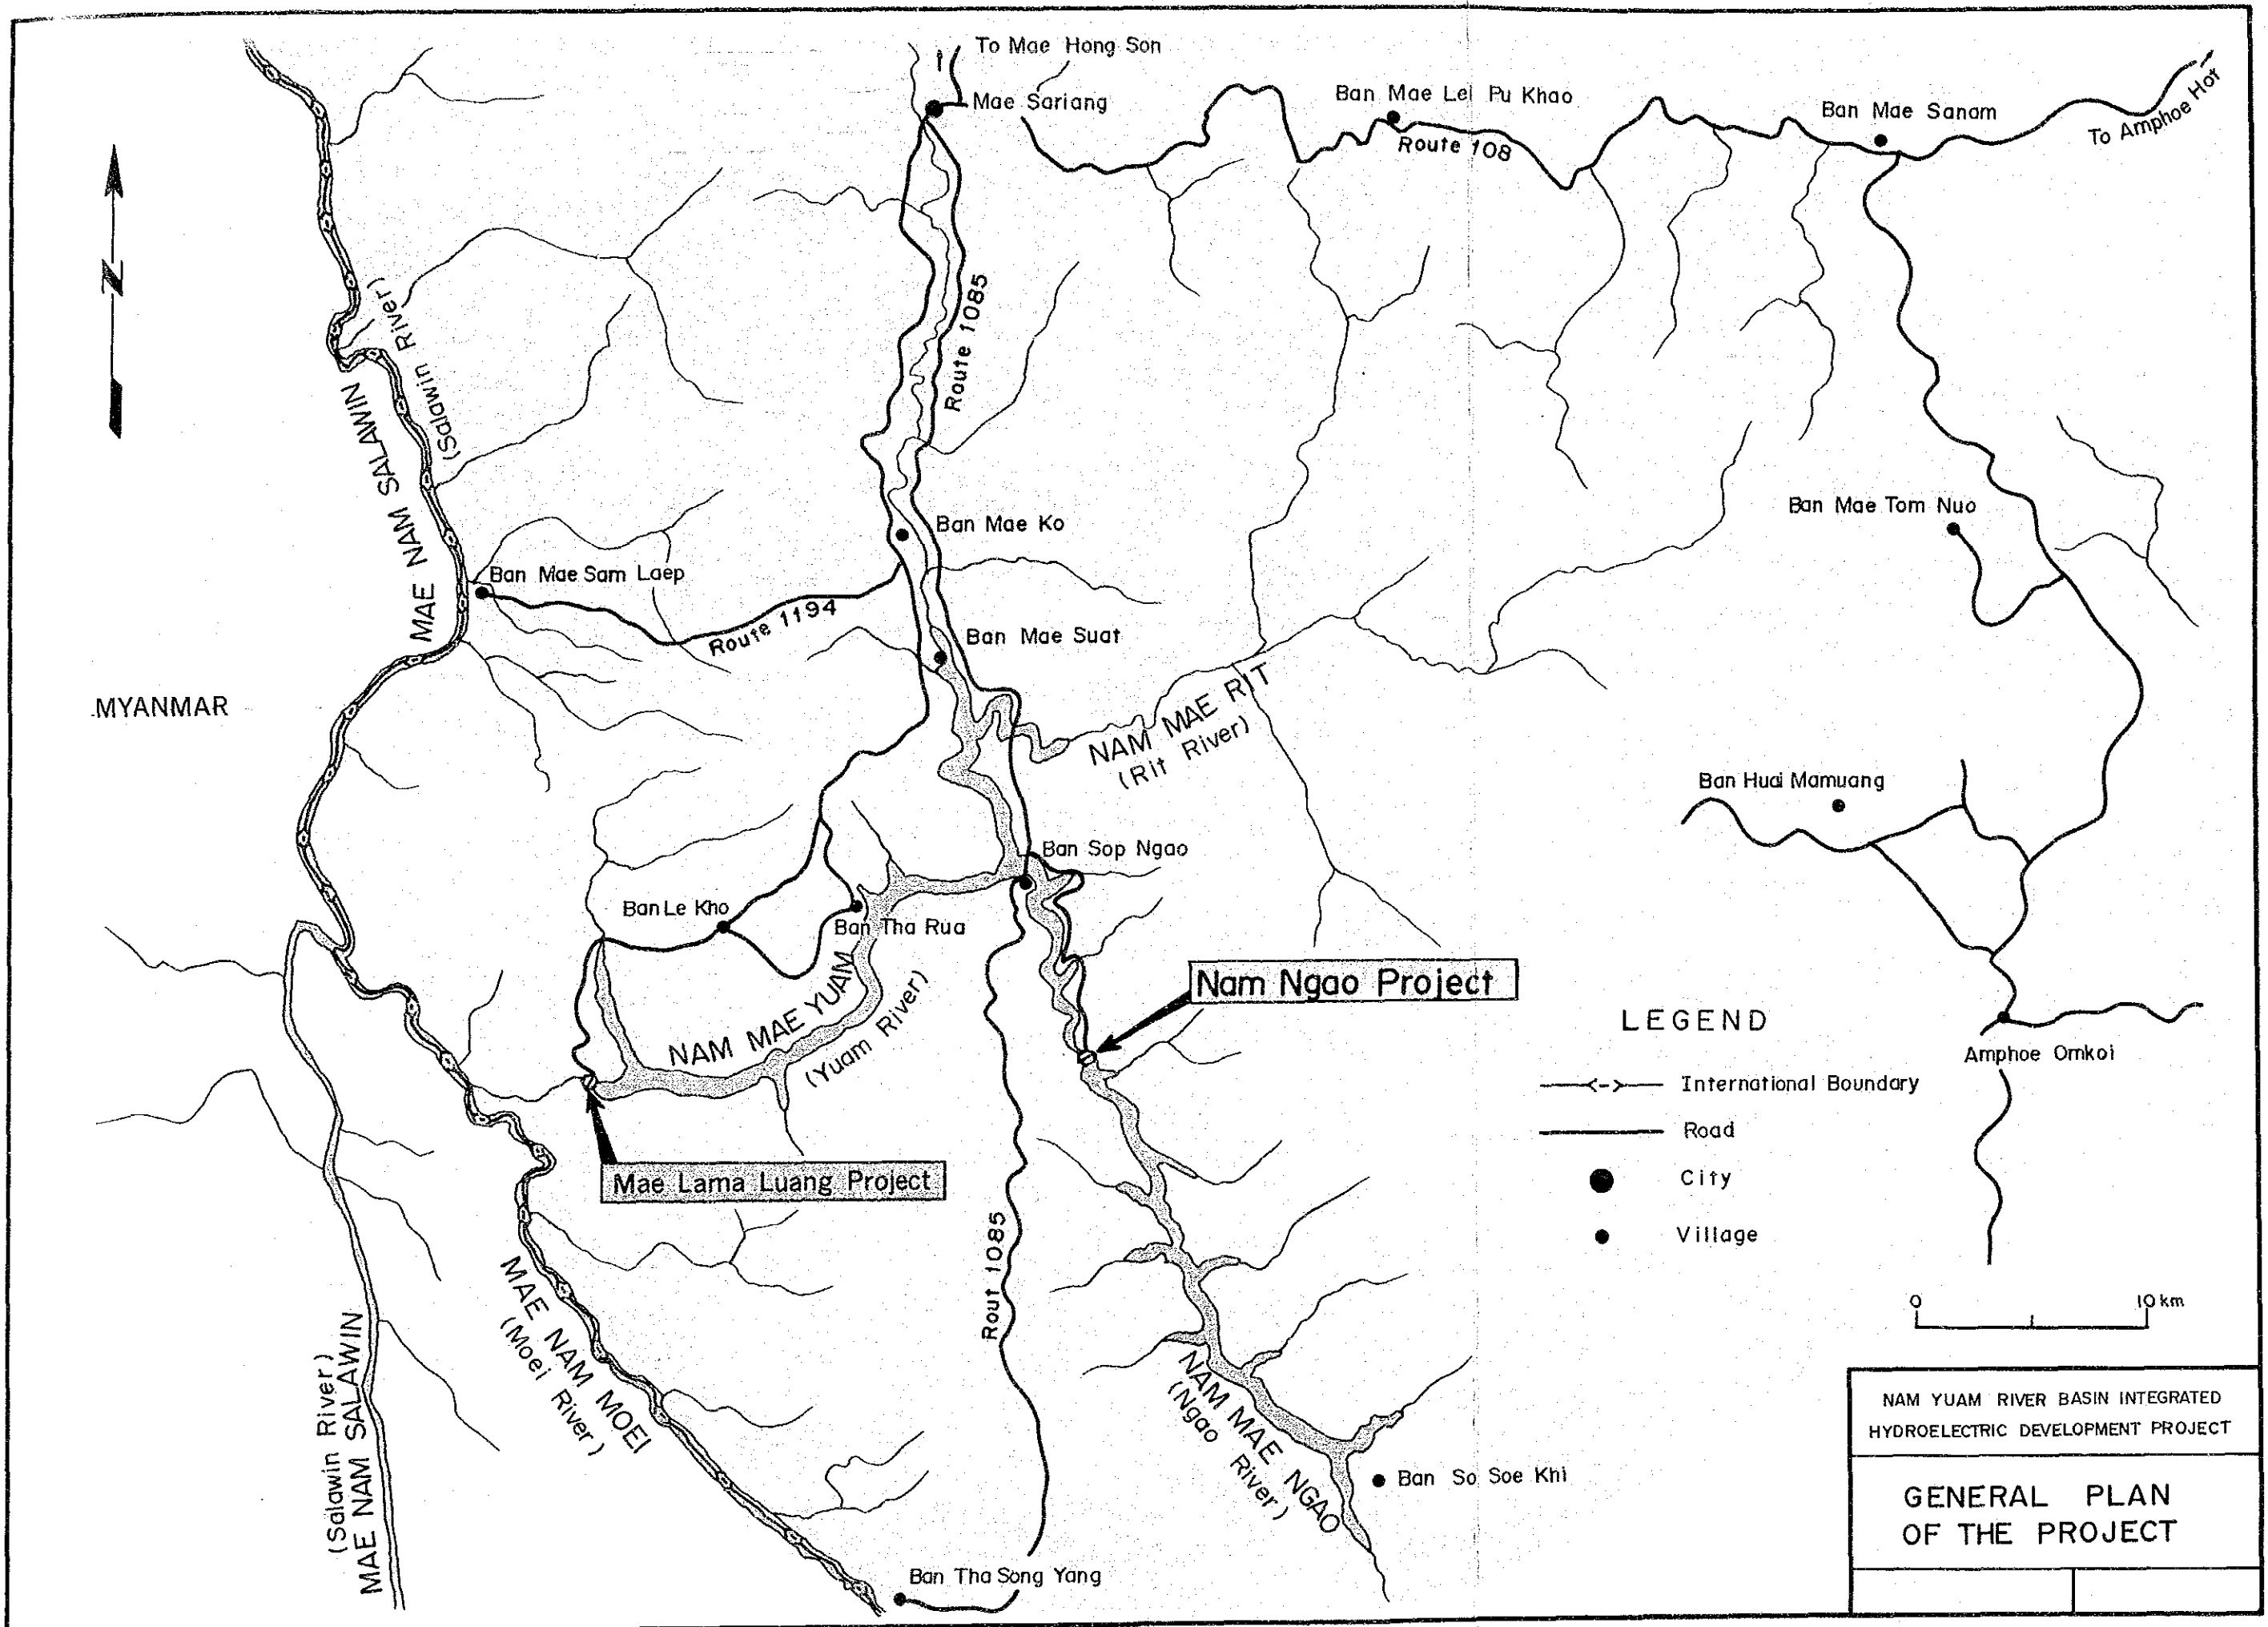 To Mae Hong Son
Mae Sariang
Ban Mae Lei Pu Khao
Route 108
Ban Mae Sanam
To Amphoe Hot
N
Route 1085
MAE NAM SALAWIN
(Salawin River)
Ban Mae Ko
Ban Mae Tom Nuo
Ban Mae Sam Laep
Route 1194
Ban Mae Suat
MYANMAR
NAM MAE RIT
(Rit River)
Ban Huai Mamuang
Ban Sop Ngao
Ban Le Kho
Ban Tha Rua
Nam Ngao Project
NAM MAE YUAM
(Yuam River)
Amphoe Omkoi
Mae Lama Luang Project
LEGEND
International Boundary
Road
City
Village
Rout 1085
MAE NAM MOEI
(Moei River)
(Salawin River)
MAE NAM SALAWIN
NAM MAE NGAO
(Ngao River)
Ban So Soe Khi
Ban Tha Song Yang
0 10 km
NAM YUAM RIVER BASIN INTEGRATED
HYDROELECTRIC DEVELOPMENT PROJECT
GENERAL PLAN
OF THE PROJECT